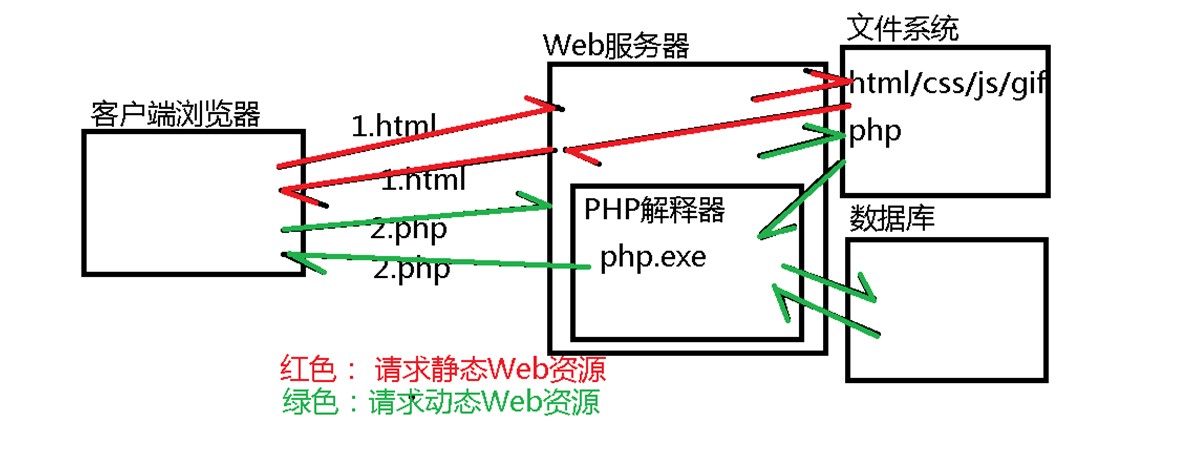 文件系统
Web服务器
html/css/js/gif
客户端浏览器
1.html
php
1.html
PHP解释器
数据库
2.php
php.exe
2.php
红色： 请求静态Web资源
绿色：请求动态Web资源